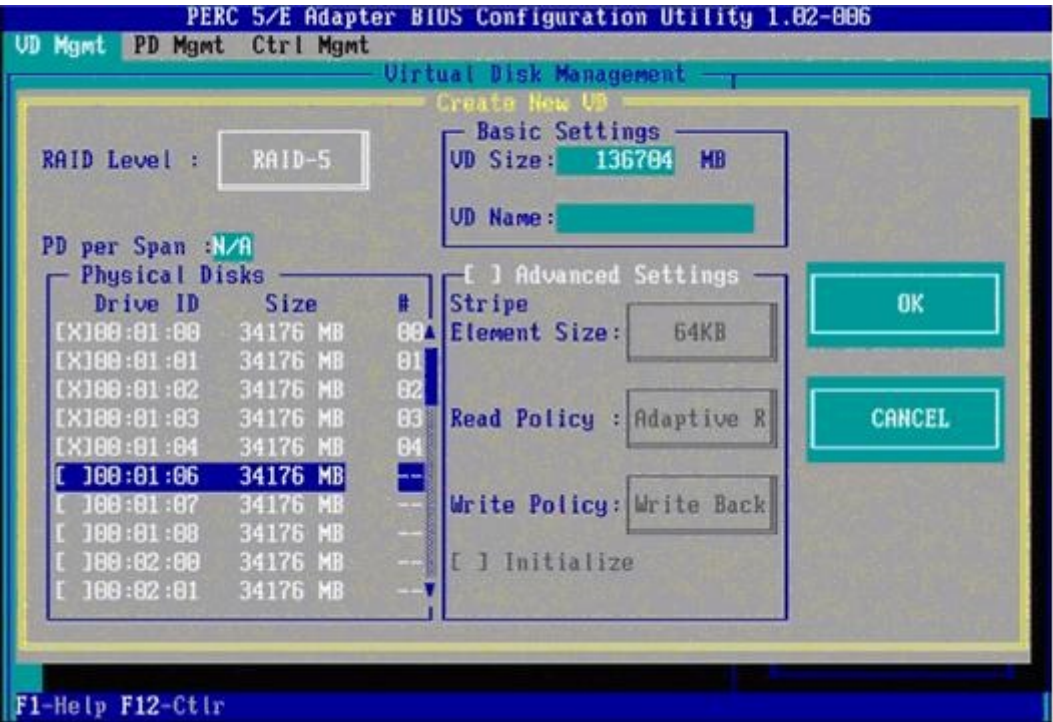 PERC 5/E Adapter BIOS Configuration Utility 1.02-006
VD Mgmt PD Mgmt Ctrl Mgmt
Virtual Disk Management
Create New VD
RAID Level : RAID-5
PD per Span :N/A
Physical Disks
Drive ID Size #
[X]00:01:00 34176 MB 00
[X]00:01:01 34176 MB 01
[X]00:01:02 34176 MB 02
[X]00:01:03 34176 MB 03
[X]00:01:04 34176 MB 04
[ ]00:01:06 34176 MB --
[ ]00:01:07 34176 MB --
[ ]00:01:08 34176 MB --
[ ]00:02:00 34176 MB --
[ ]00:02:01 34176 MB --
Basic Settings
VD Size: 136704 MB
VD Name:
[ ] Advanced Settings
Stripe
Element Size: 64KB
Read Policy : Adaptive R
Write Policy: Write Back
[ ] Initialize
OK
CANCEL
F1-Help F12-Ctlr